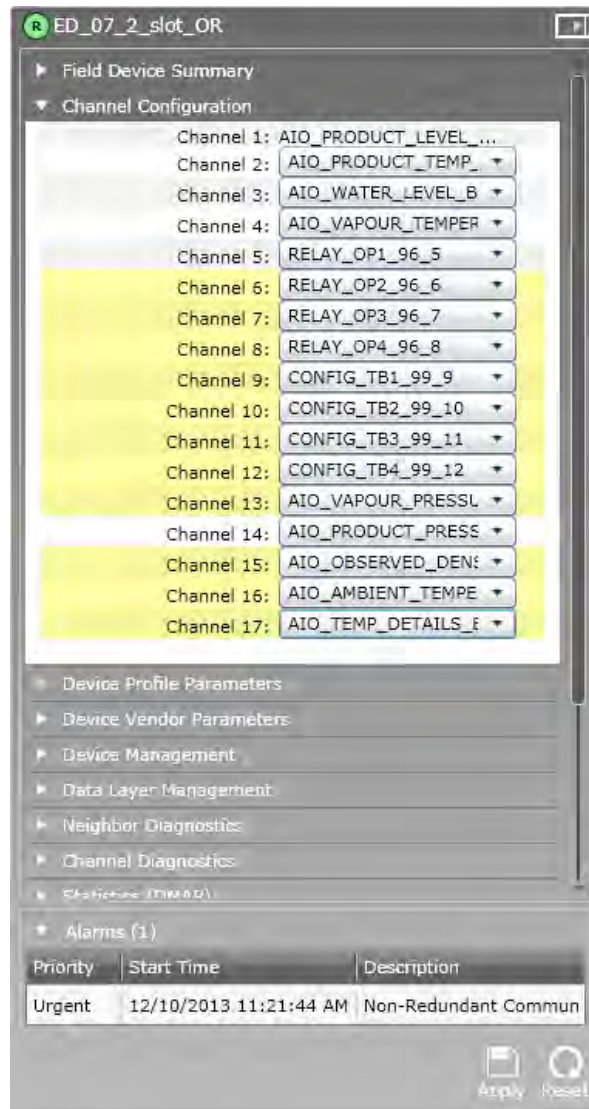 R ED_07_2_slot_OR
Field Device Summary
Channel Configuration
Channel 1: AIO_PRODUCT_LEVEL_...
Channel 2: AIO_PRODUCT_TEMP_
Channel 3: AIO_WATER_LEVEL_B
Channel 4: AIO_VAPOUR_TEMPER
Channel 5: RELAY_OP1_96_5
Channel 6: RELAY_OP2_96_6
Channel 7: RELAY_OP3_96_7
Channel 8: RELAY_OP4_96_8
Channel 9: CONFIG_TB1_99_9
Channel 10: CONFIG_TB2_99_10
Channel 11: CONFIG_TB3_99_11
Channel 12: CONFIG_TB4_99_12
Channel 13: AIO_VAPOUR_PRESSU
Channel 14: AIO_PRODUCT_PRESS
Channel 15: AIO_OBSERVED_DENS
Channel 16: AIO_AMBIENT_TEMPE
Channel 17: AIO_TEMP_DETAILS_E
Device Profile Parameters
Device Vendor Parameters
Device Management
Data Layer Management
Neighbor Diagnostics
Channel Diagnostics
Statistics (DMAP)
Alarms (1)
Priority Start Time Description
Urgent 12/10/2013 11:21:44 AM Non-Redundant Commun
Apply Reset